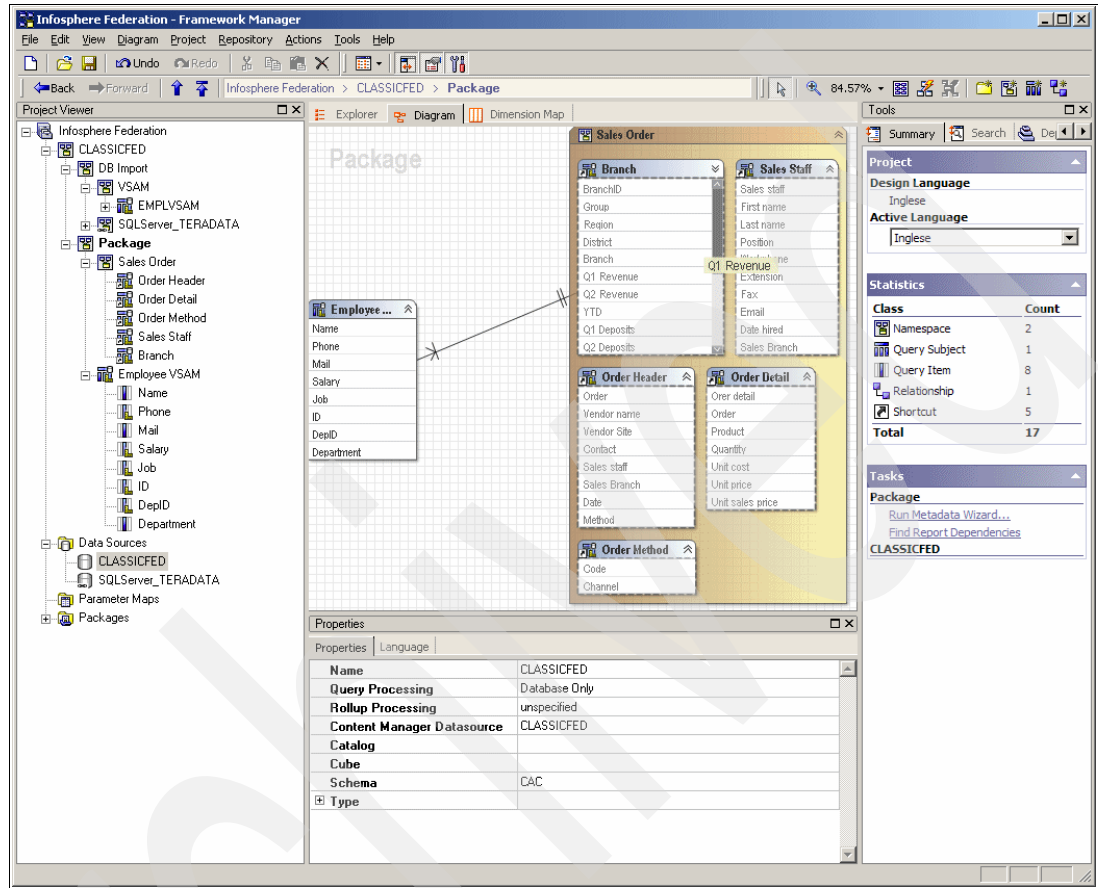 Infosphere Federation - Framework Manager
File Edit View Diagram Project Repository Actions Tools Help
Undo Redo
Back Forward Infosphere Federation > CLASSICFED > Package 84.57%
Project Viewer
Infosphere Federation
CLASSICFED
DB Import
VSAM
EMPLVSAM
SQLServer_TERADATA
Package
Sales Order
Order Header
Order Detail
Order Method
Sales Staff
Branch
Employee VSAM
Name
Phone
Mail
Salary
Job
ID
DepID
Department
Data Sources
CLASSICFED
SQLServer_TERADATA
Parameter Maps
Packages
Explorer Diagram Dimension Map
Package
Employee ...
Name
Phone
Mail
Salary
Job
ID
DepID
Department
Sales Order
Branch
BranchID
Group
Region
District
Branch
Q1 Revenue
Q2 Revenue
YTD
Q1 Deposits
Q2 Deposits
Q1 Revenue
Sales Staff
Sales staff
First name
Last name
Position
Extension
Fax
Email
Date hired
Sales Branch
Order Header
Order
Vendor name
Vendor Site
Contact
Sales staff
Sales Branch
Date
Method
Order Detail
Orer detail
Order
Product
Quantity
Unit cost
Unit price
Unit sales price
Order Method
Code
Channel
Properties
Properties Language
Name CLASSICFED
Query Processing Database Only
Rollup Processing unspecified
Content Manager Datasource CLASSICFED
Catalog
Cube
Schema CAC
Type
Tools
Summary Search
Project
Design Language
Inglese
Active Language
Inglese
Statistics
Class Count
Namespace 2
Query Subject 1
Query Item 8
Relationship 1
Shortcut 5
Total 17
Tasks
Package
Run Metadata Wizard...
Find Report Dependencies
CLASSICFED